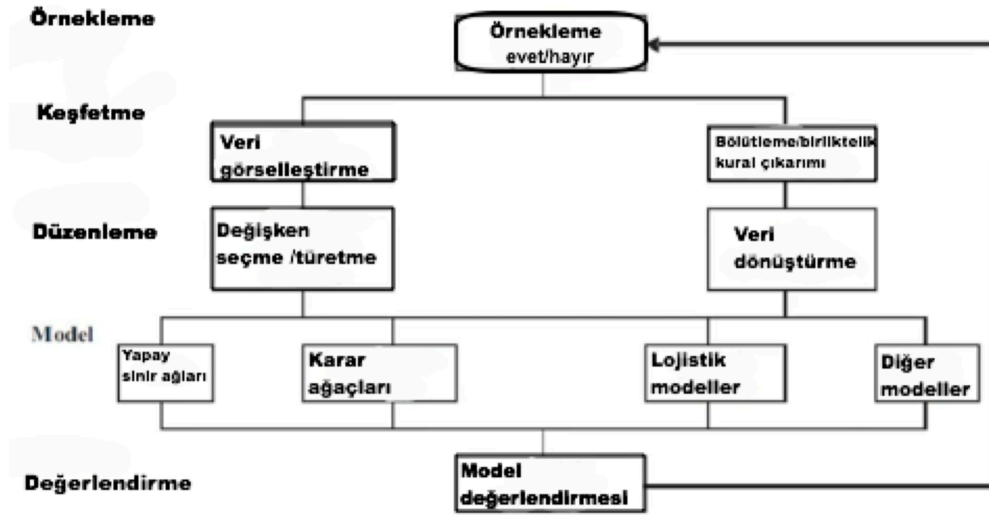 Örnekleme
Örnekleme
evet/hayır
Keşfetme
Veri
görselleştirme
Bölütleme/birliktelik
kural çıkarımı
Düzenleme
Değişken
seçme /türetme
Veri
dönüştürme
Model
Yapay
sinir ağları
Karar
ağaçları
Lojistik
modeller
Diğer
modeller
Değerlendirme
Model
değerlendirmesi